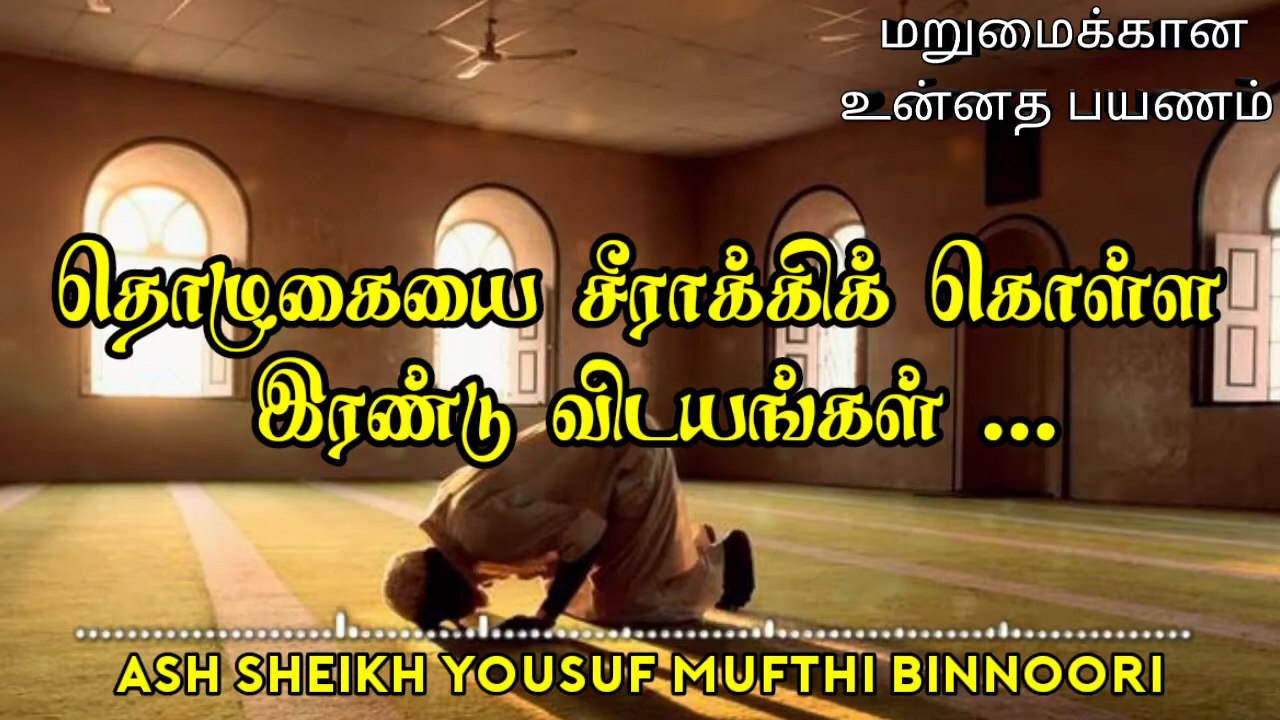 மறுமைக்கான
உன்னத பயணம்
தொழுகையை சீராக்கிக் கொள்ள
இரண்டு விடயங்கள் ...
ASH SHEIKH YOUSUF MUFTHI BINNOORI